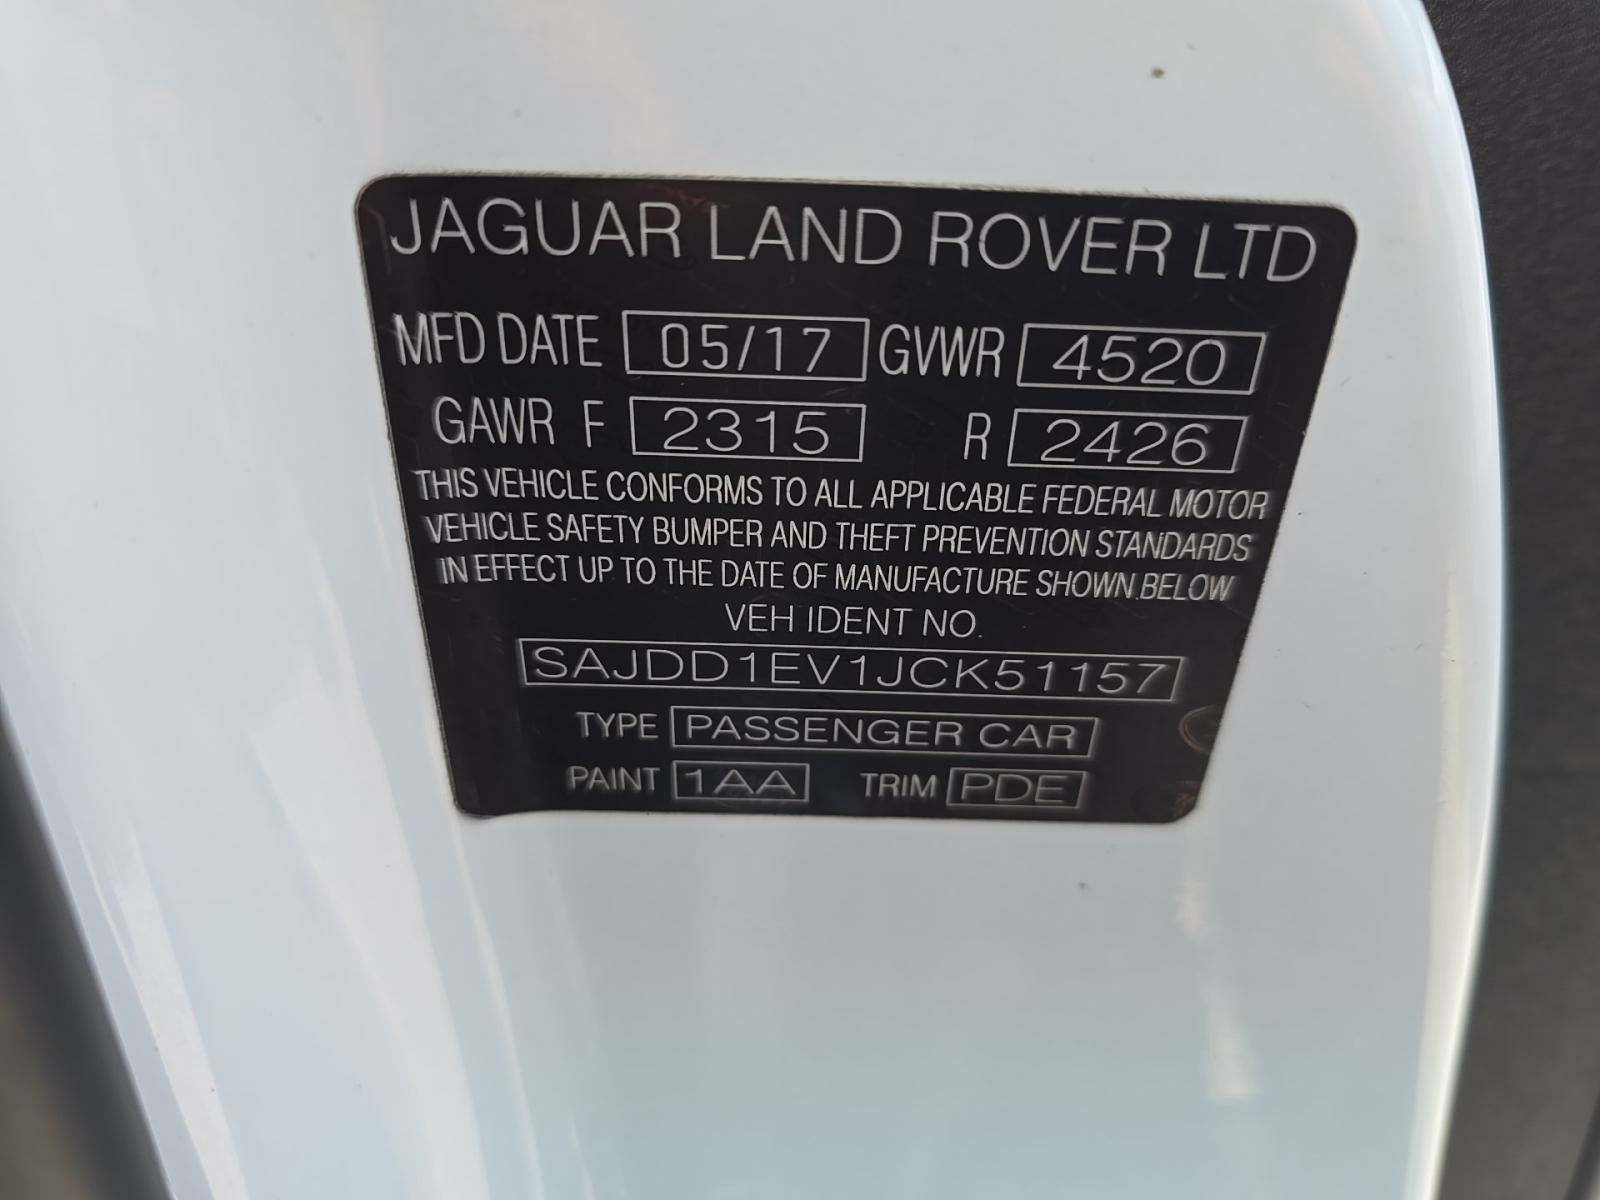 JAGUAR LAND ROVER LTD
MFD DATE 05/17 GVWR 4520
GAWR F 2315 R 2426
THIS VEHICLE CONFORMS TO ALL APPLICABLE FEDERAL MOTOR
VEHICLE SAFETY BUMPER AND THEFT PREVENTION STANDARDS
IN EFFECT UP TO THE DATE OF MANUFACTURE SHOWN BELOW
VEH IDENT NO.
SAJDD1EV1JCK51157
TYPE PASSENGER CAR
PAINT 1AA TRIM PDE